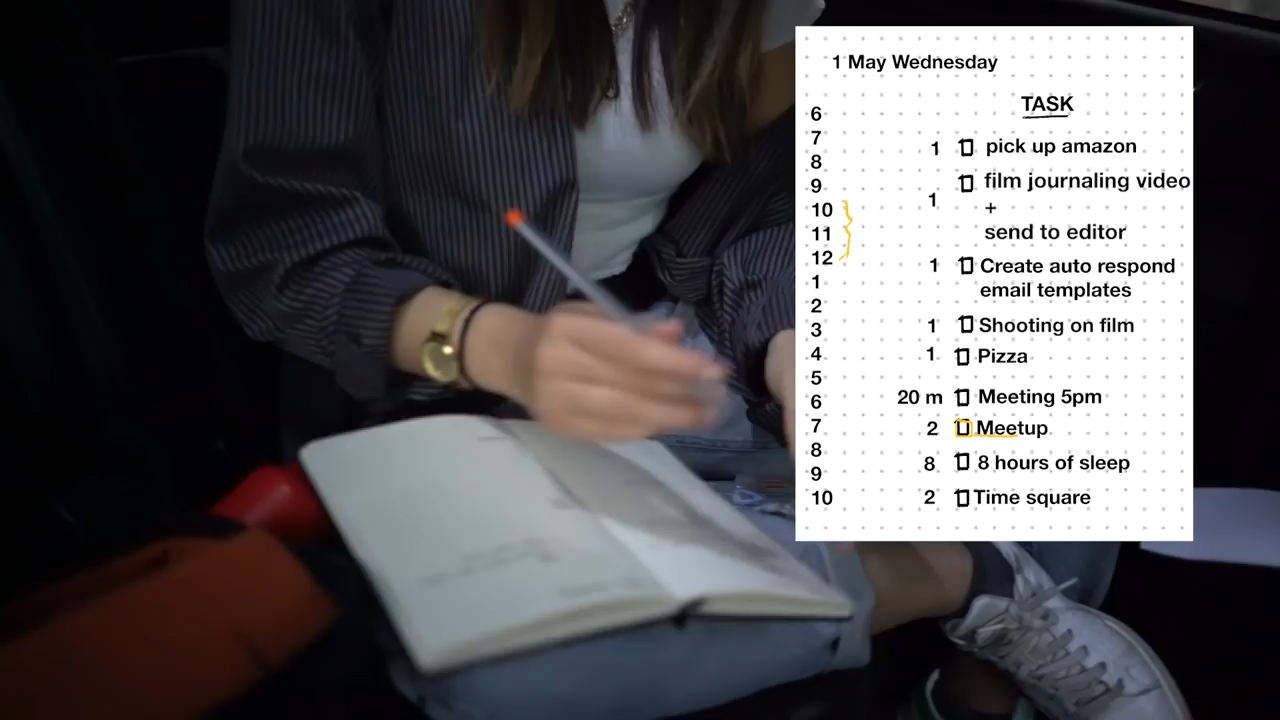 1 May Wednesday
TASK
6
7
8
9
10
11
12
1
2
3
4
5
6
7
8
9
10
1 pick up amazon
1 film journaling video
+
send to editor
1 Create auto respond
email templates
1 Shooting on film
1 Pizza
20 m Meeting 5pm
2 Meetup
8 8 hours of sleep
2 Time square